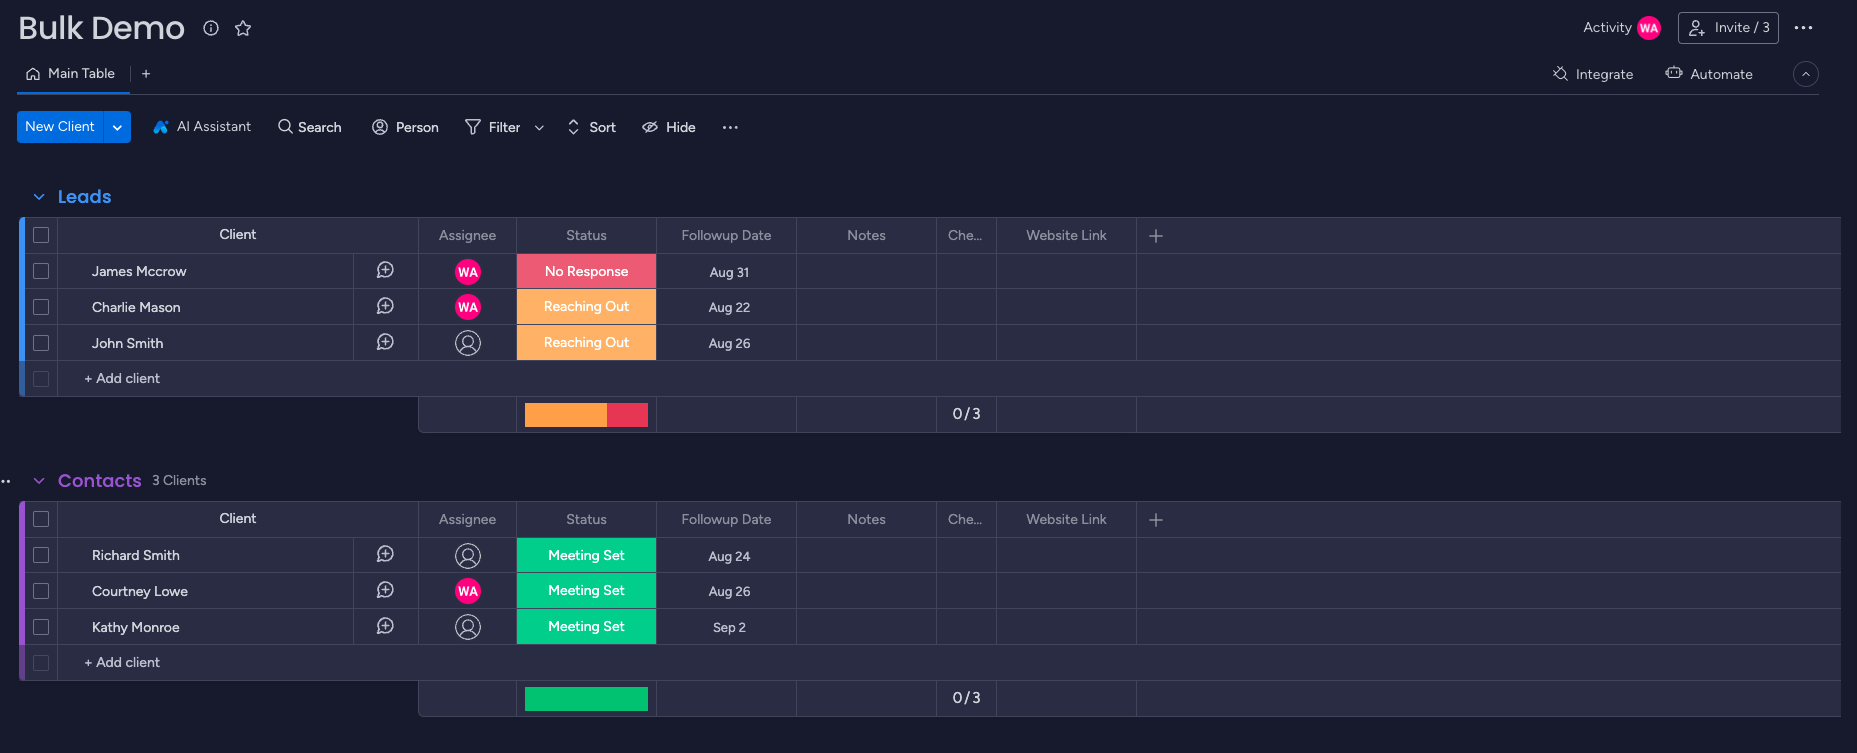 Bulk Demo
Activity WA Invite / 3
Main Table +
Integrate Automate
New Client AI Assistant Search Person Filter Sort Hide
Leads
Client Assignee Status Followup Date Notes Che... Website Link +
James Mccrow WA No Response Aug 31
Charlie Mason WA Reaching Out Aug 22
John Smith Reaching Out Aug 26
+ Add client
0 / 3
Contacts 3 Clients
Client Assignee Status Followup Date Notes Che... Website Link +
Richard Smith Meeting Set Aug 24
Courtney Lowe WA Meeting Set Aug 26
Kathy Monroe Meeting Set Sep 2
+ Add client
0 / 3